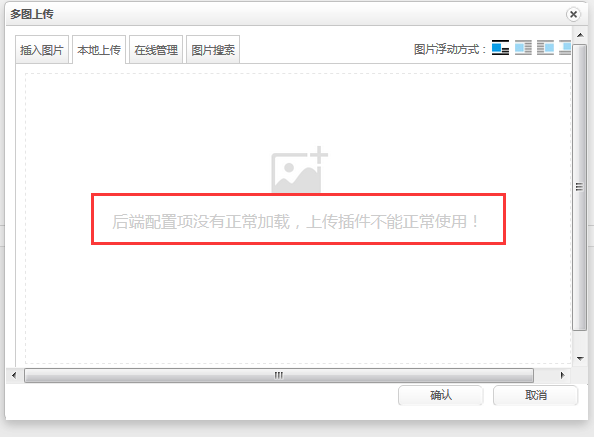 多图上传
插入图片 本地上传 在线管理 图片搜索 图片浮动方式：
后端配置项没有正常加载，上传插件不能正常使用！
确认 取消